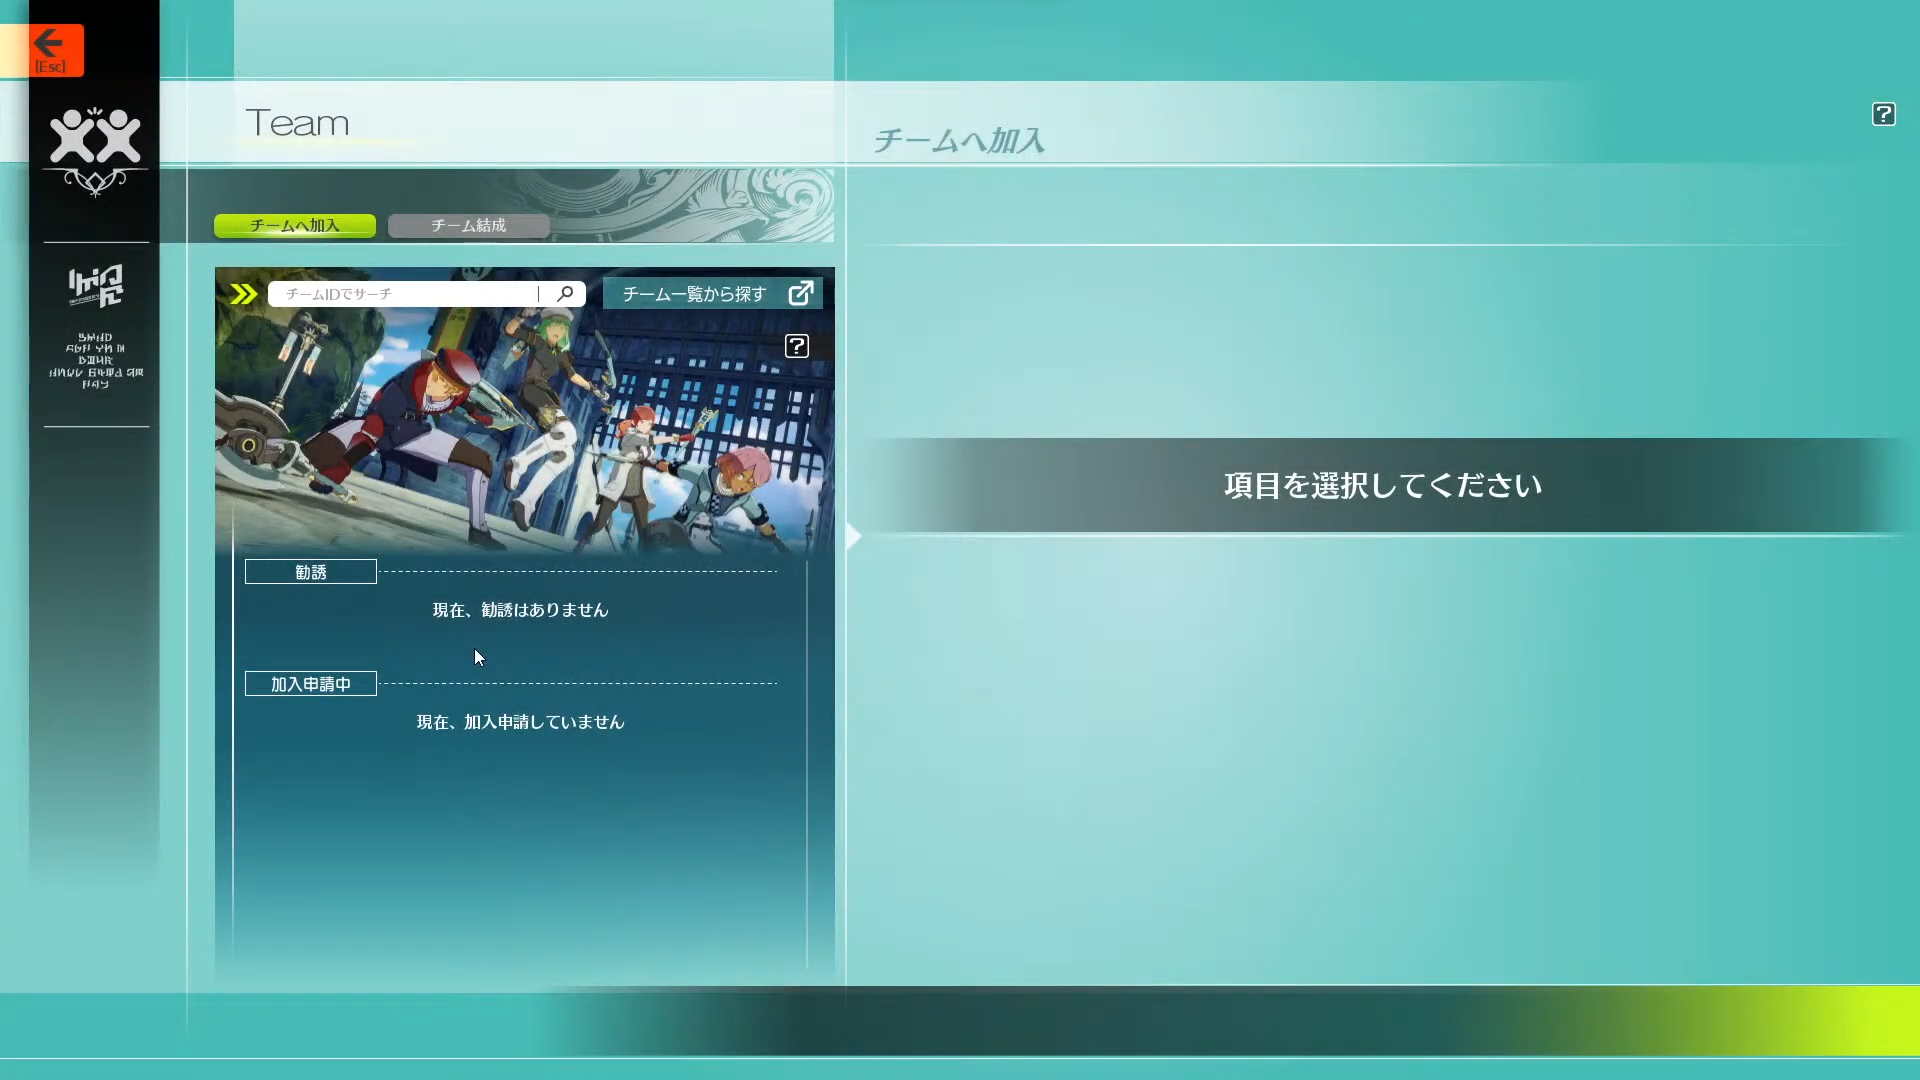 [Esc]
Team
チームへ加入
チームへ加入
チーム結成
チームIDでサーチ
チーム一覧から探す
勧誘
現在、勧誘はありません
加入申請中
現在、加入申請していません
項目を選択してください